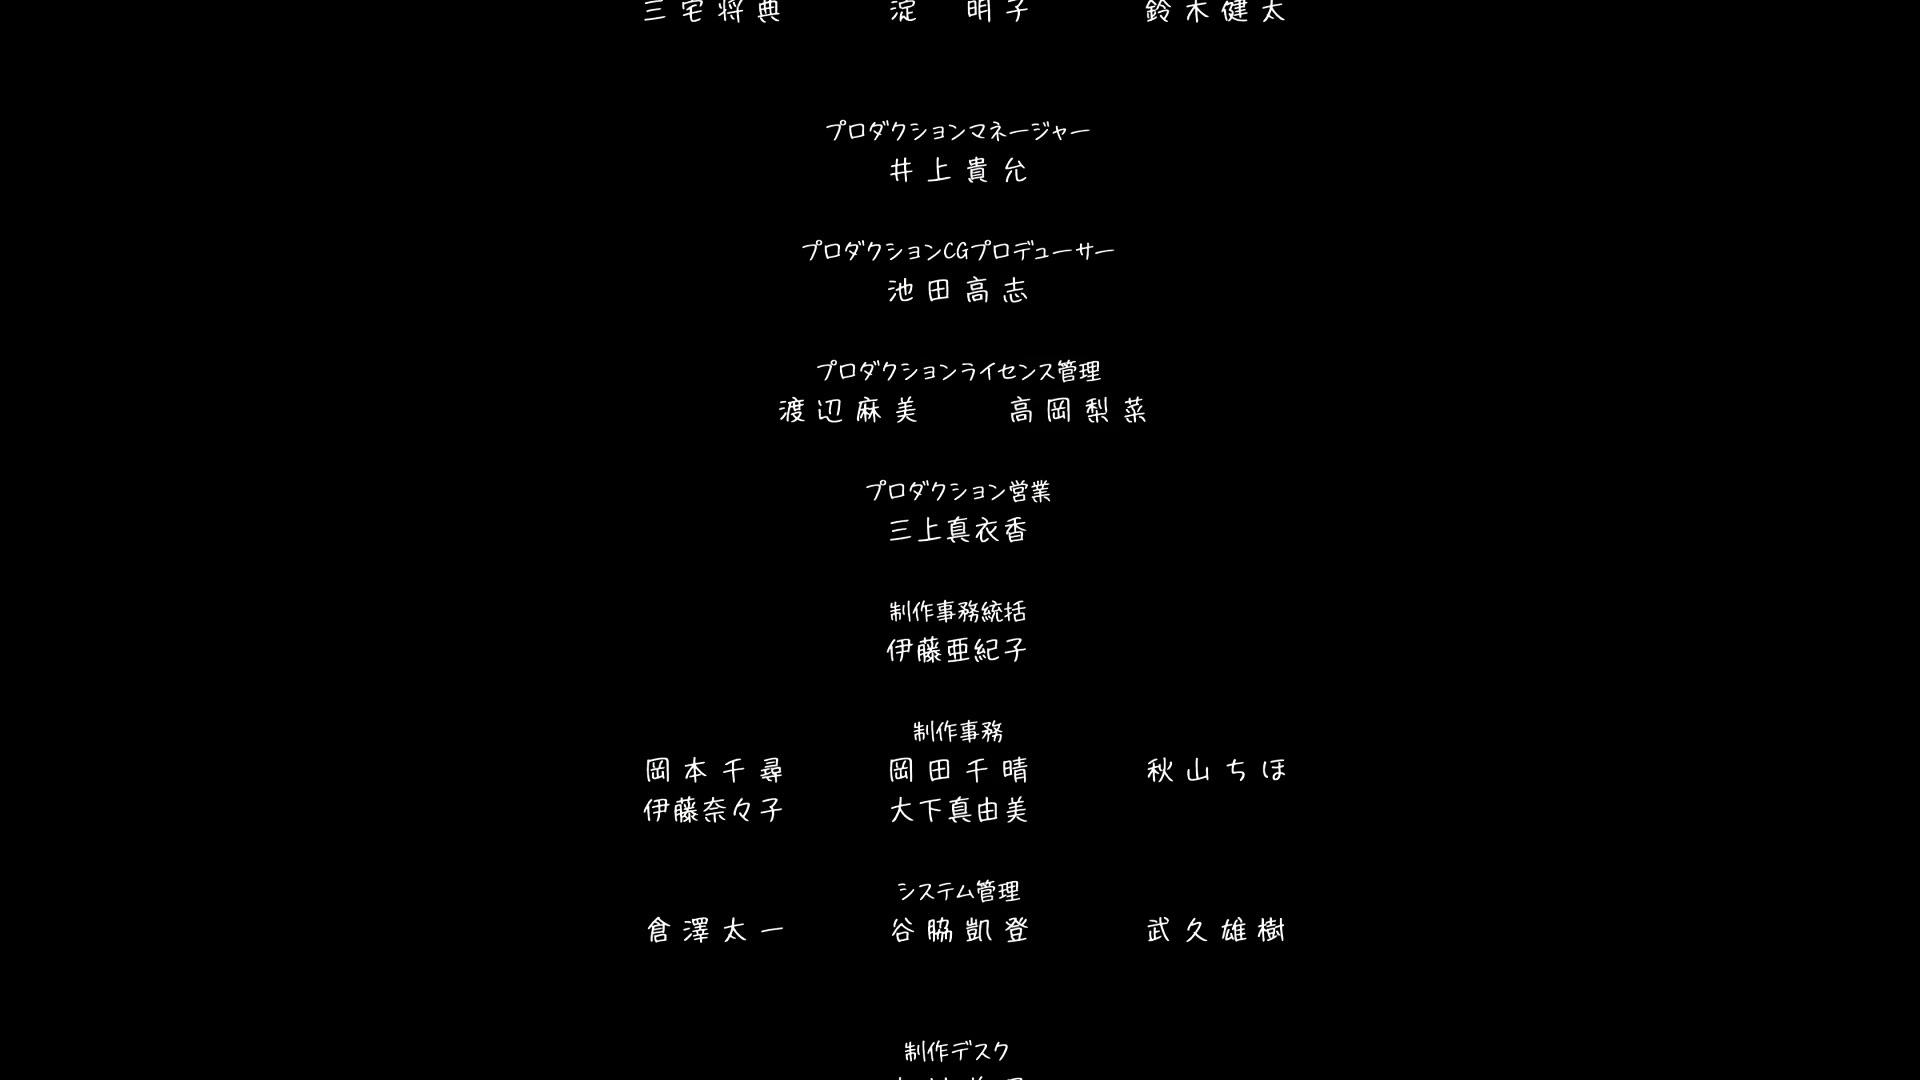 三宅将典 淀 明子 鈴木健太
プロダクションマネージャー
井上貴允
プロダクションCGプロデューサー
池田高志
プロダクションライセンス管理
渡辺麻美 高岡梨菜
プロダクション営業
三上真衣香
制作事務統括
伊藤亜紀子
制作事務
岡本千尋 岡田千晴 秋山ちほ
伊藤奈々子 大下真由美
システム管理
倉澤太一 谷脇凱登 武久雄樹
制作デスク